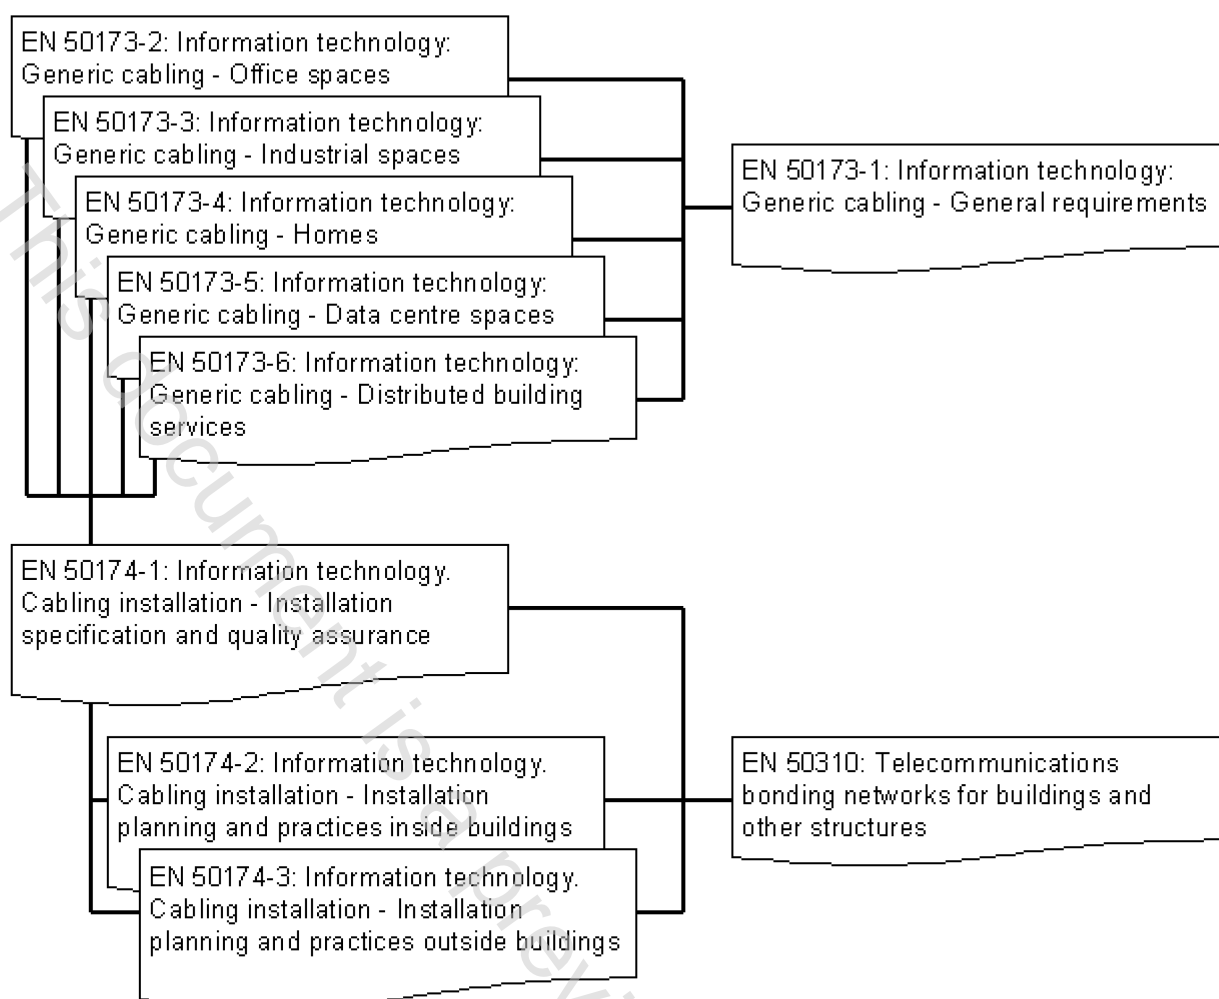 EN 50173-2: Information technology:
Generic cabling - Office spaces
EN 50173-3: Information technology:
Generic cabling - Industrial spaces
EN 50173-4: Information technology:
Generic cabling - Homes
EN 50173-5: Information technology:
Generic cabling - Data centre spaces
EN 50173-6: Information technology:
Generic cabling - Distributed building
services
EN 50173-1: Information technology:
Generic cabling - General requirements
EN 50174-1: Information technology.
Cabling installation - Installation
specification and quality assurance
EN 50174-2: Information technology.
Cabling installation - Installation
planning and practices inside buildings
EN 50174-3: Information technology.
Cabling installation - Installation
planning and practices outside buildings
EN 50310: Telecommunications
bonding networks for buildings and
other structures
This document is a previ